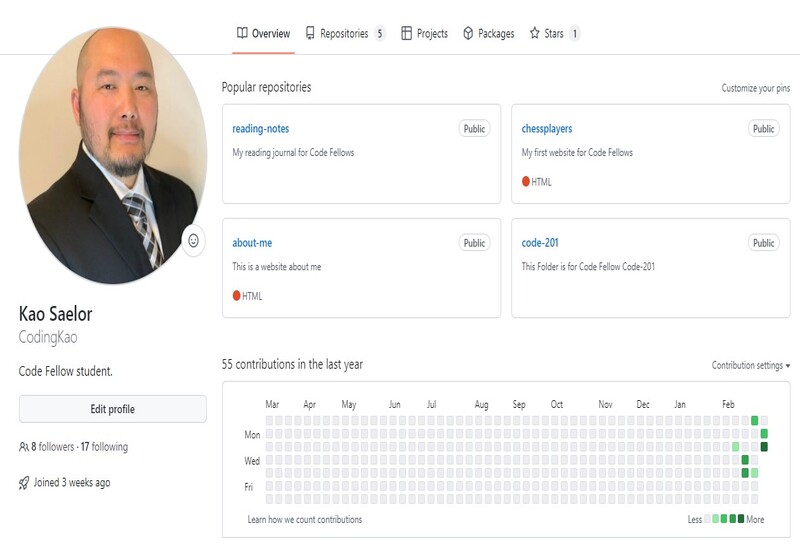 Overview Repositories 5 Projects Packages Stars 1
Popular repositories Customize your pins
reading-notes Public
My reading journal for Code Fellows
chessplayers Public
My first website for Code Fellows
HTML
about-me Public
This is a website about me
HTML
code-201 Public
This Folder is for Code Fellow Code-201
Kao Saelor
CodingKao
Code Fellow student.
Edit profile
8 followers · 17 following
Joined 3 weeks ago
55 contributions in the last year Contribution settings
Mar Apr May Jun Jul Aug Sep Oct Nov Dec Jan Feb
Mon
Wed
Fri
Learn how we count contributions Less More